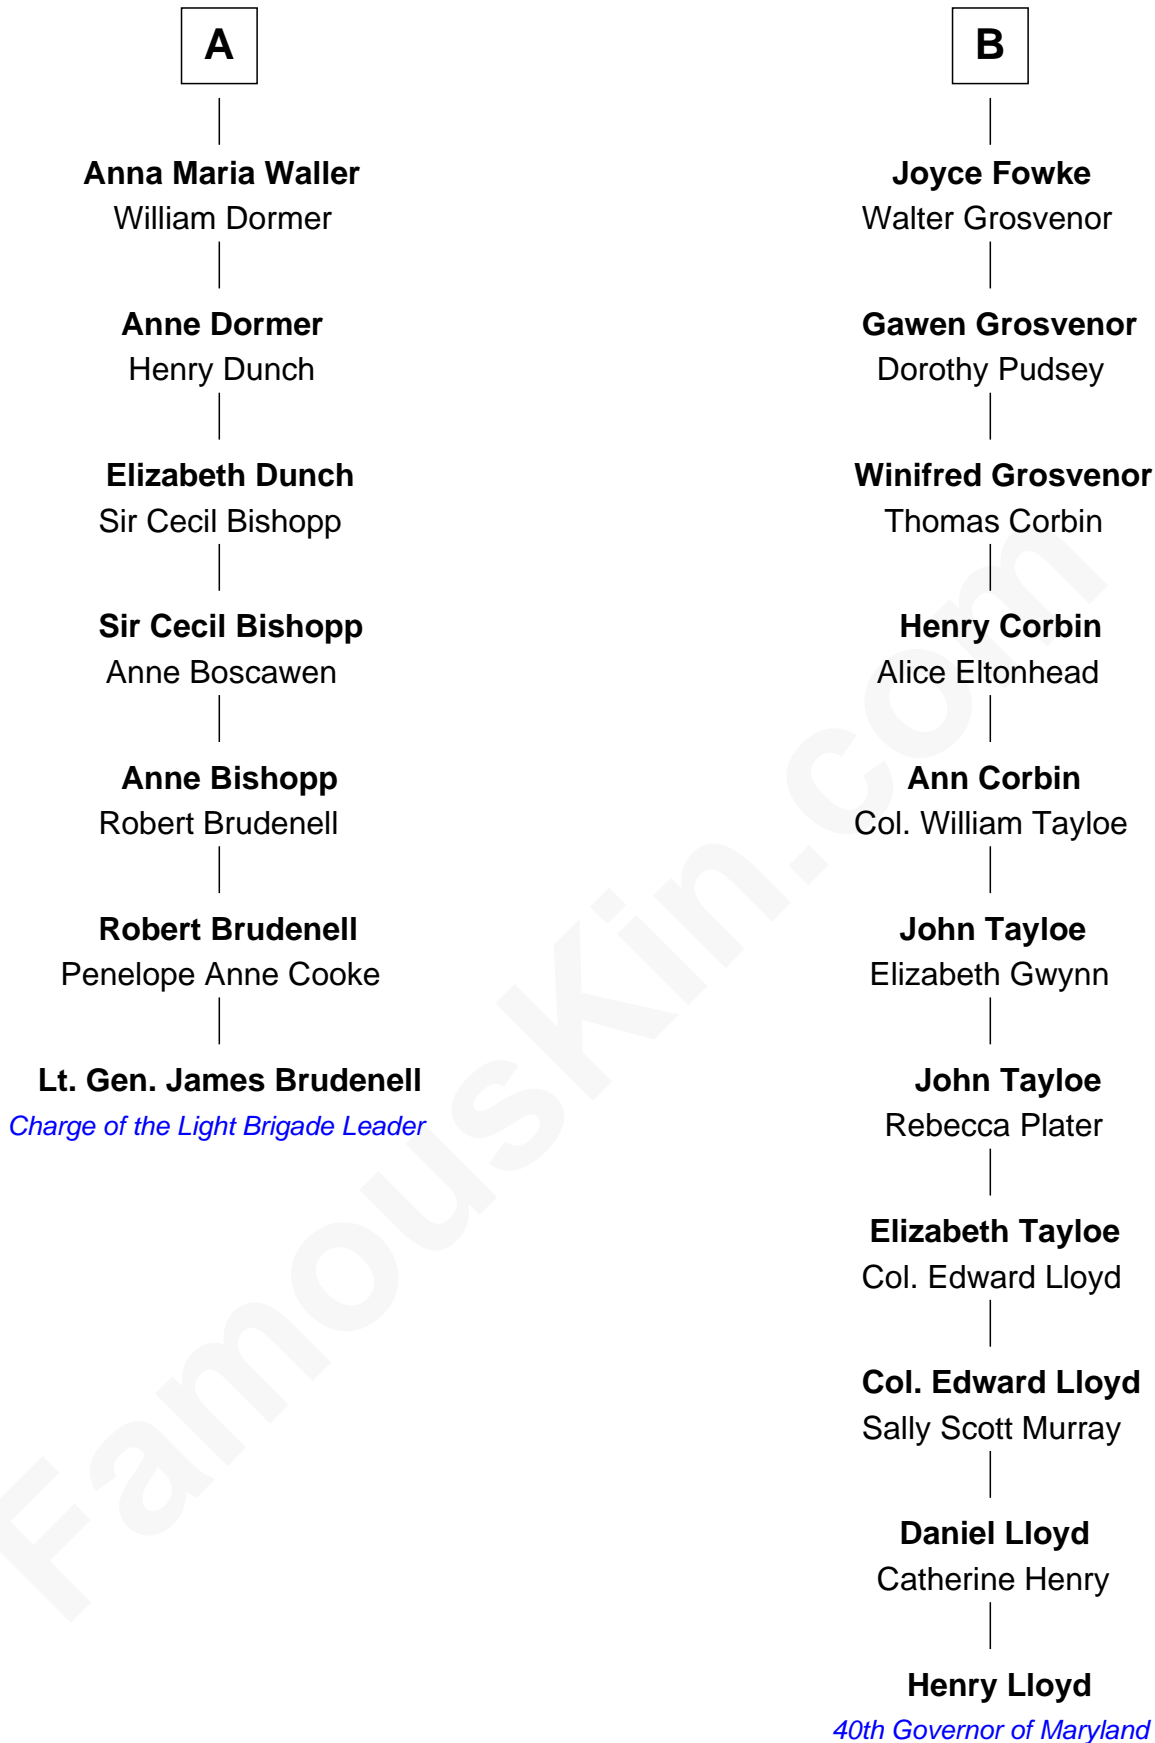 A
Anna Maria Waller
William Dormer
Anne Dormer
Henry Dunch
Elizabeth Dunch
Sir Cecil Bishopp
Sir Cecil Bishopp
Anne Boscawen
Anne Bishopp
Robert Brudenell
Robert Brudenell
Penelope Anne Cooke
Lt. Gen. James Brudenell
Charge of the Light Brigade Leader
B
Joyce Fowke
Walter Grosvenor
Gawen Grosvenor
Dorothy Pudsey
Winifred Grosvenor
Thomas Corbin
Henry Corbin
Alice Eltonhead
Ann Corbin
Col. William Tayloe
John Tayloe
Elizabeth Gwynn
John Tayloe
Rebecca Plater
Elizabeth Tayloe
Col. Edward Lloyd
Col. Edward Lloyd
Sally Scott Murray
Daniel Lloyd
Catherine Henry
Henry Lloyd
40th Governor of Maryland
FamousKin.com